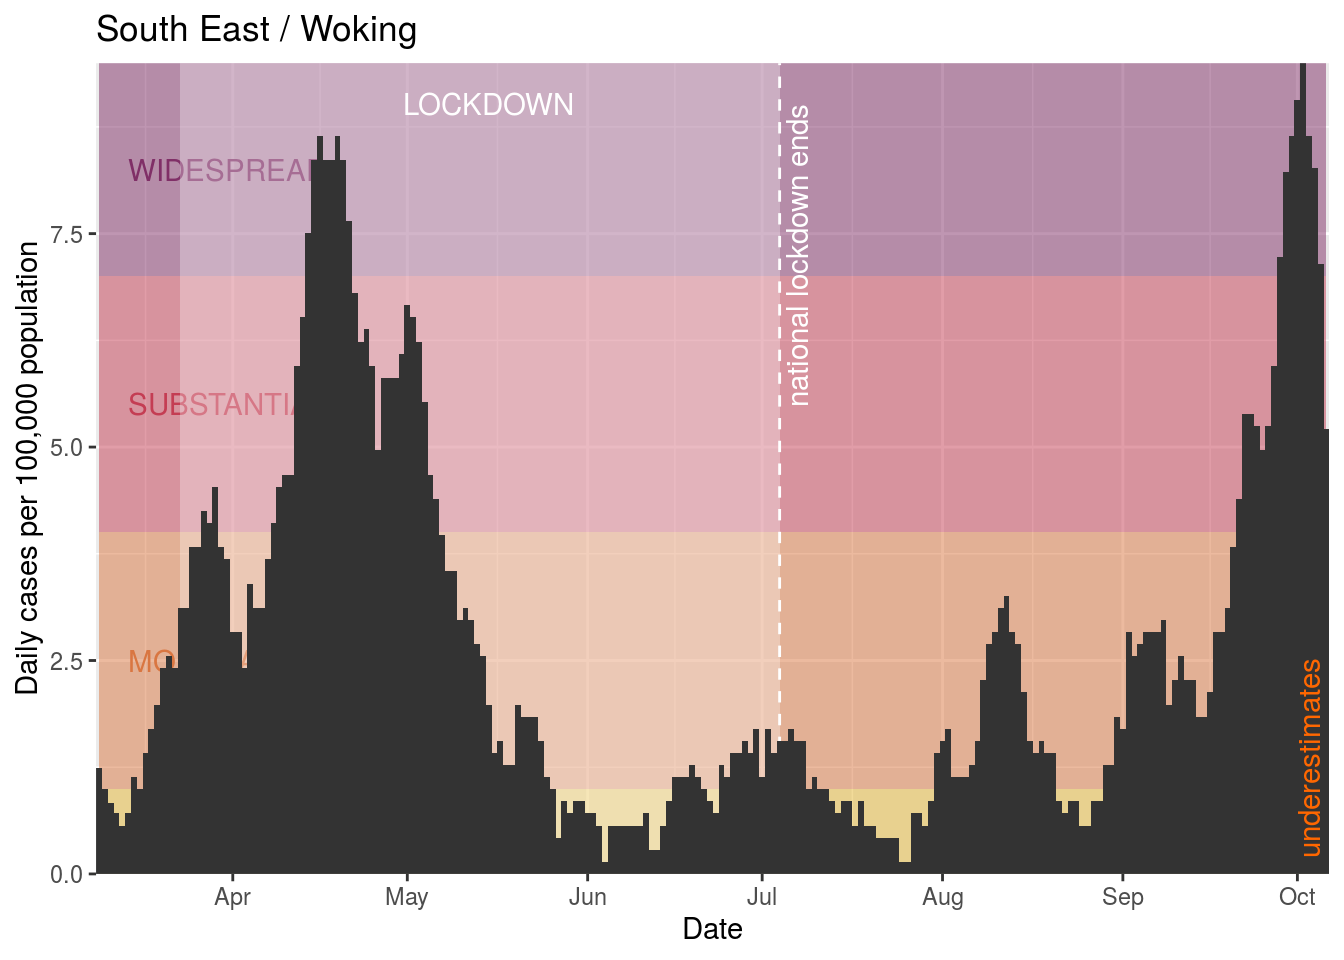 South East / Woking
LOCKDOWN
WIDESPREAD
national lockdown ends
SUBSTANTIA
MO
underestimates
Daily cases per 100,000 population
7.5
5.0
2.5
0.0
Apr
May
Jun
Jul
Aug
Sep
Oct
Date